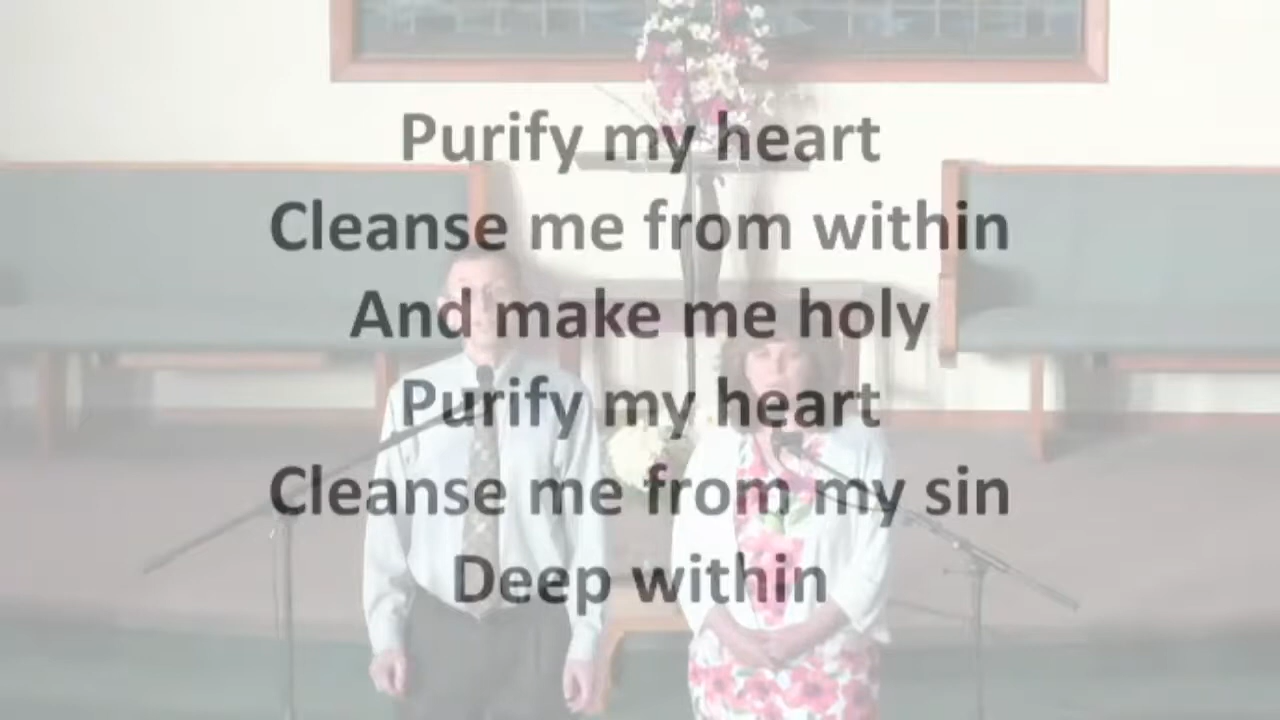 Purify my heart
Cleanse me from within
And make me holy
Purify my heart
Cleanse me from my sin
Deep within